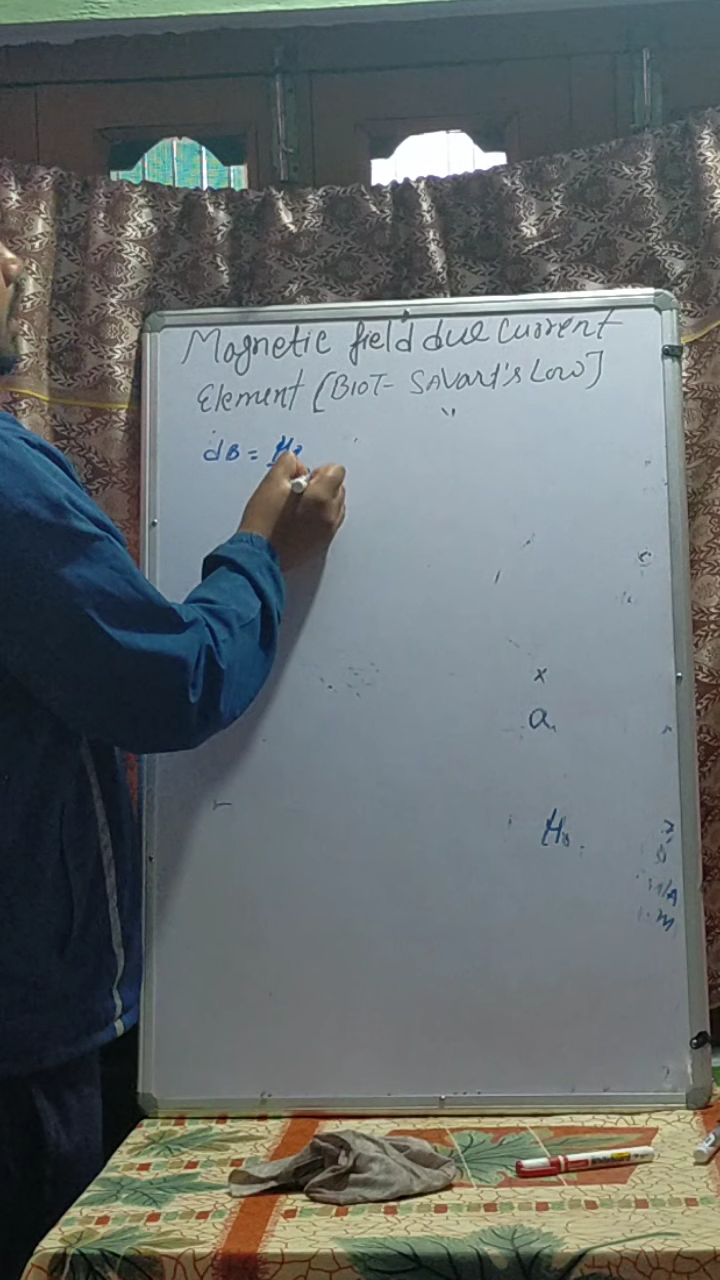 Magnetic field due Current
Element [BIOT- SAVart's Law]
dB = μ₀
x
a
μ₀